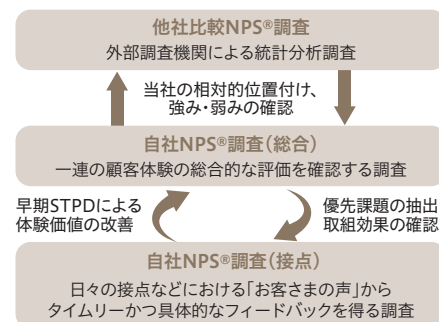 他社比較NPS®調査
外部調査機関による統計分析調査
当社の相対的位置付け、
強み・弱みの確認
自社NPS®調査（総合）
一連の顧客体験の総合的な評価を確認する調査
早期STPDによる
体験価値の改善
優先課題の抽出
取組効果の確認
自社NPS®調査（接点）
日々の接点などにおける「お客さまの声」から
タイムリーかつ具体的なフィードバックを得る調査